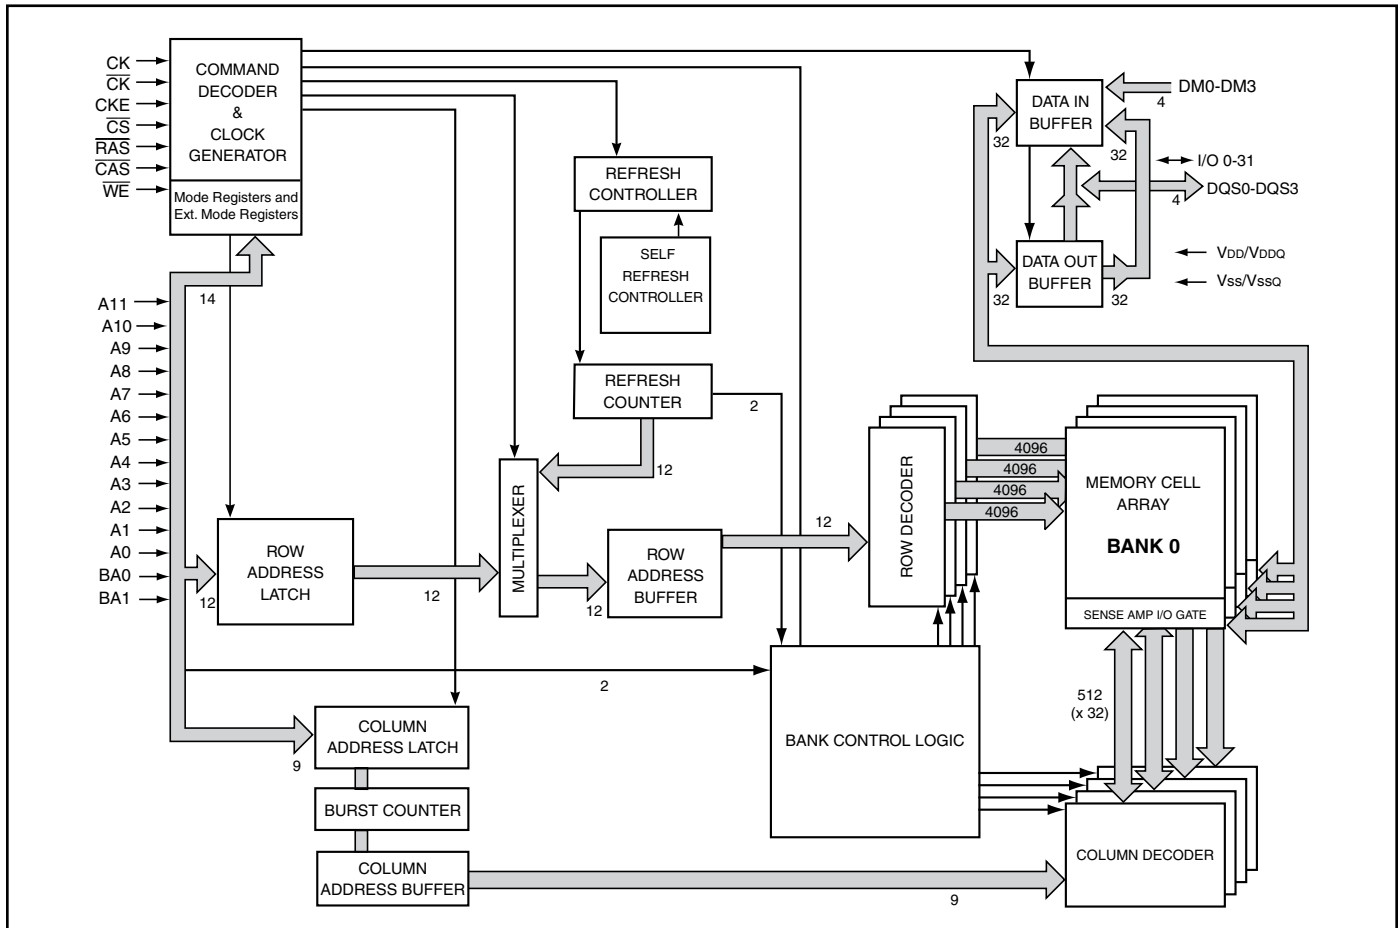 CK
CK
CKE
CS
RAS
CAS
WE
COMMAND
DECODER
&
CLOCK
GENERATOR
Mode Registers and
Ext. Mode Registers
14
A11
A10
A9
A8
A7
A6
A5
A4
A3
A2
A1
A0
BA0
BA1
12
ROW
ADDRESS
LATCH
12
MULTIPLEXER
12
REFRESH
CONTROLLER
SELF
REFRESH
CONTROLLER
REFRESH
COUNTER
2
12
ROW
ADDRESS
BUFFER
12
2
9
COLUMN
ADDRESS LATCH
BURST COUNTER
COLUMN
ADDRESS BUFFER
9
BANK CONTROL LOGIC
ROW DECODER
4096
4096
4096
4096
MEMORY CELL
ARRAY
BANK 0
SENSE AMP I/O GATE
512
(x 32)
COLUMN DECODER
DATA IN
BUFFER
32
32
DATA OUT
BUFFER
32
32
DM0-DM3
4
I/O 0-31
DQS0-DQS3
4
VDD/VDDQ
Vss/VssQ